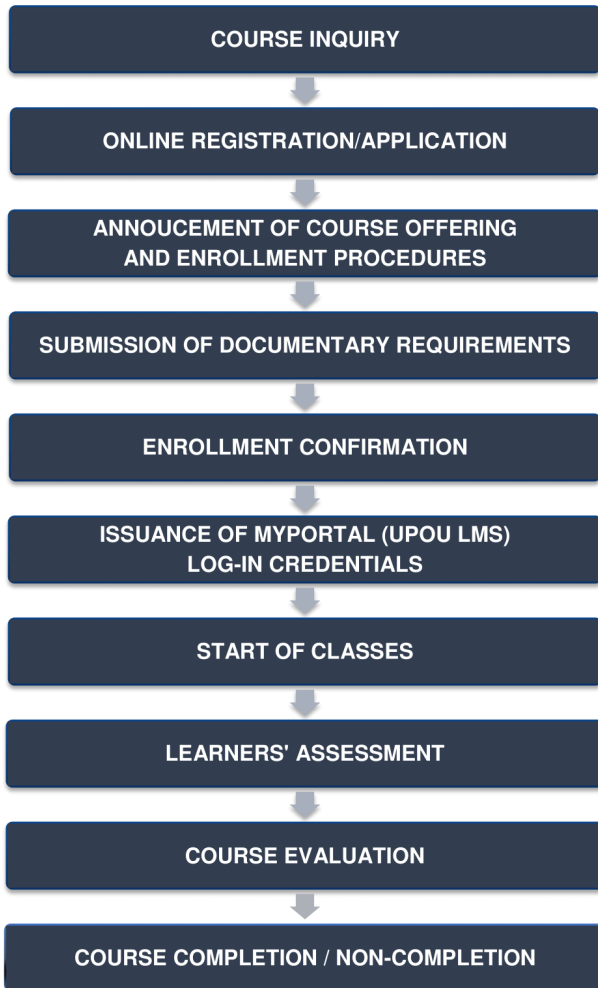 COURSE INQUIRY
ONLINE REGISTRATION/APPLICATION
ANNOUCEMENT OF COURSE OFFERING
AND ENROLLMENT PROCEDURES
SUBMISSION OF DOCUMENTARY REQUIREMENTS
ENROLLMENT CONFIRMATION
ISSUANCE OF MYPORTAL (UPOU LMS)
LOG-IN CREDENTIALS
START OF CLASSES
LEARNERS' ASSESSMENT
COURSE EVALUATION
COURSE COMPLETION / NON-COMPLETION